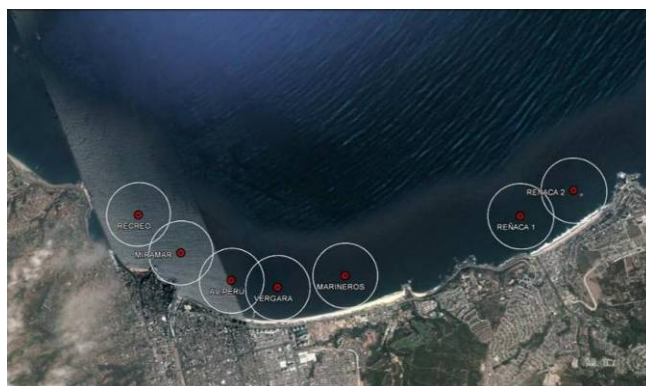 RECREO
MIRAMAR
AV.PERU
VERGARA
MARINEROS
REÑACA 1
REÑACA 2